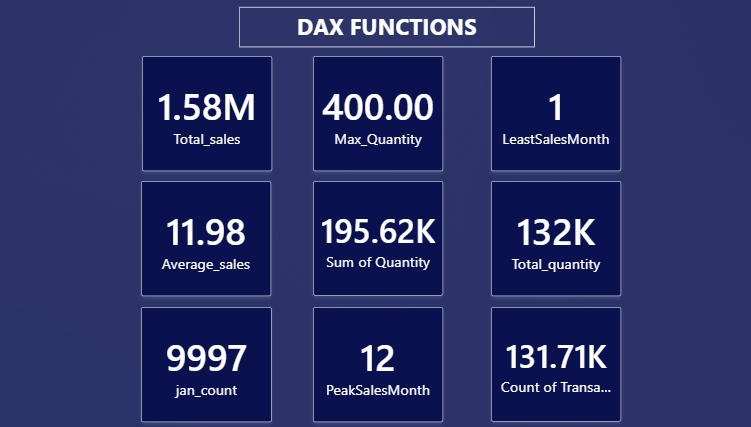 DAX FUNCTIONS
1.58M
Total_sales
400.00
Max_Quantity
1
LeastSalesMonth
11.98
Average_sales
195.62K
Sum of Quantity
132K
Total_quantity
9997
jan_count
12
PeakSalesMonth
131.71K
Count of Transa...